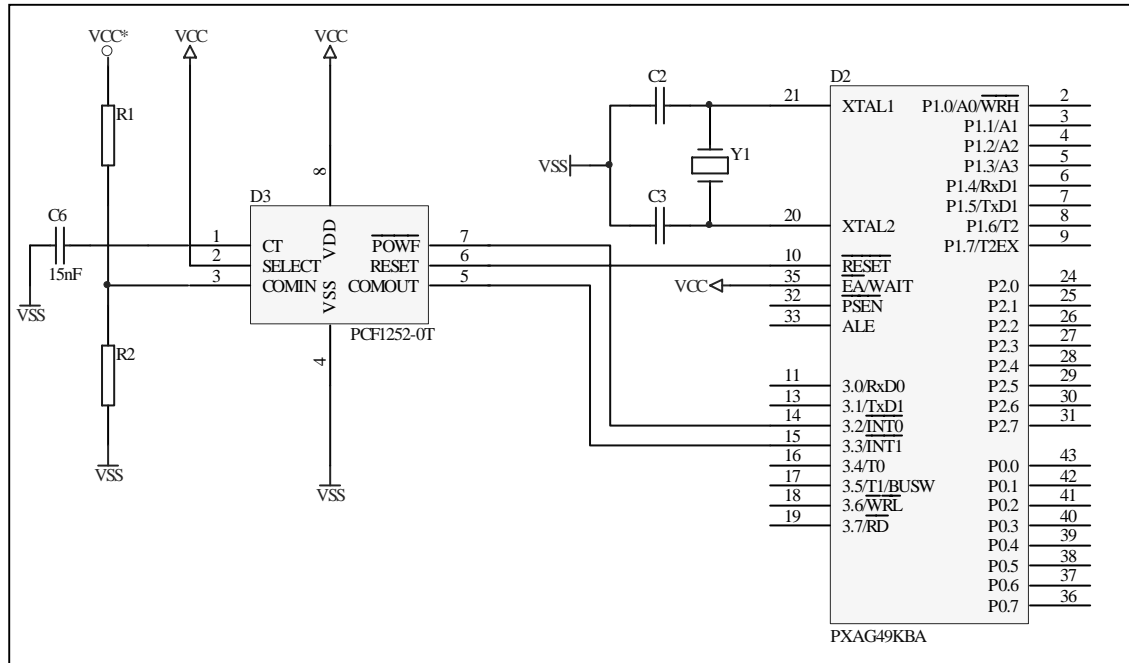 VCC*
VCC
VCC
R1
C6
15nF
VSS
R2
VSS
D3
8
VDD
1
CT
2
SELECT
3
COMIN
VSS
4
VSS
POWF
7
RESET
6
COMOUT
5
PCF1252-0T
C2
C3
Y1
VSS
VCC
D2
21
XTAL1
20
XTAL2
10
RESET
35
EA/WAIT
32
PSEN
33
ALE
11
3.0/RxD0
13
3.1/TxD1
14
3.2/INT0
15
3.3/INT1
16
3.4/T0
17
3.5/T1/BUSW
18
3.6/WRL
19
3.7/RD
P1.0/A0/WRH
2
P1.1/A1
3
P1.2/A2
4
P1.3/A3
5
P1.4/RxD1
6
P1.5/TxD1
7
P1.6/T2
8
P1.7/T2EX
9
P2.0
24
P2.1
25
P2.2
26
P2.3
27
P2.4
28
P2.5
29
P2.6
30
P2.7
31
P0.0
43
P0.1
42
P0.2
41
P0.3
40
P0.4
39
P0.5
38
P0.6
37
P0.7
36
PXAG49KBA